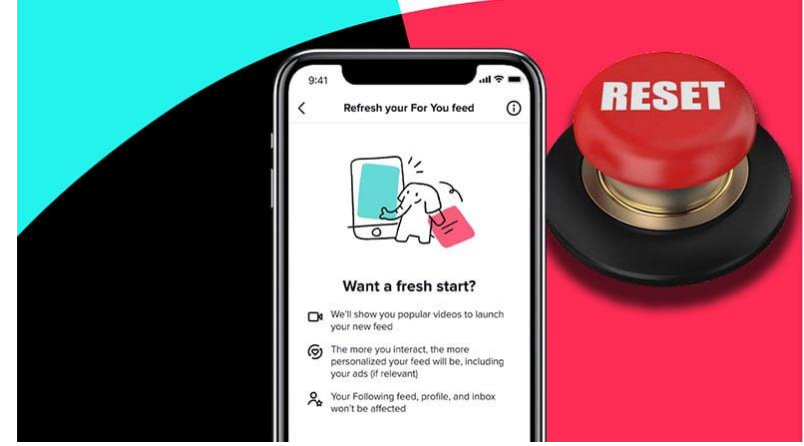 9:41
Refresh your For You feed
RESET
Want a fresh start?
We'll show you popular videos to launch
your new feed
The more you interact, the more
personalized your feed will be, including
your ads (if relevant)
Your Following feed, profile, and inbox
won't be affected